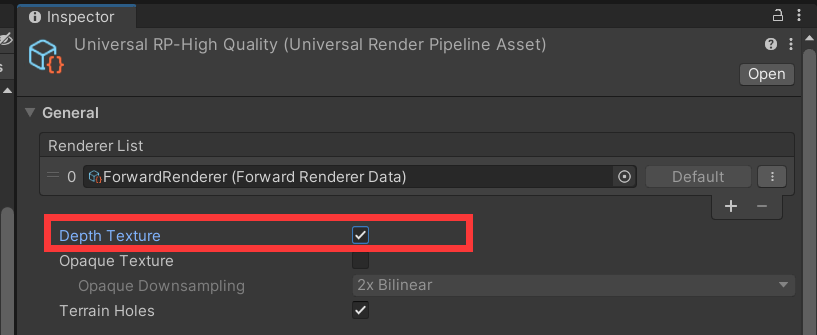 Inspector
Universal RP-High Quality (Universal Render Pipeline Asset)
Open
General
Renderer List
0 ForwardRenderer (Forward Renderer Data) Default
Depth Texture
Opaque Texture
Opaque Downsampling 2x Bilinear
Terrain Holes